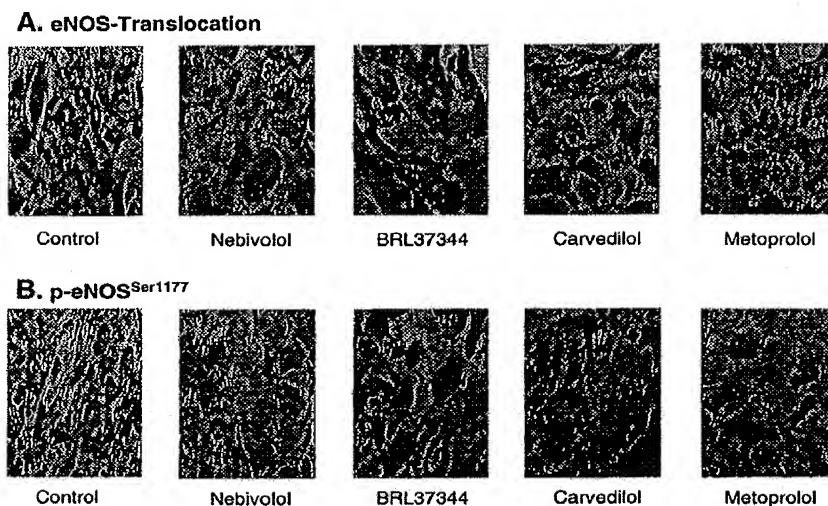 A. eNOS-Translocation
Control Nebivolol BRL37344 Carvedilol Metoprolol
B. p-eNOSSer1177
Control Nebivolol BRL37344 Carvedilol Metoprolol